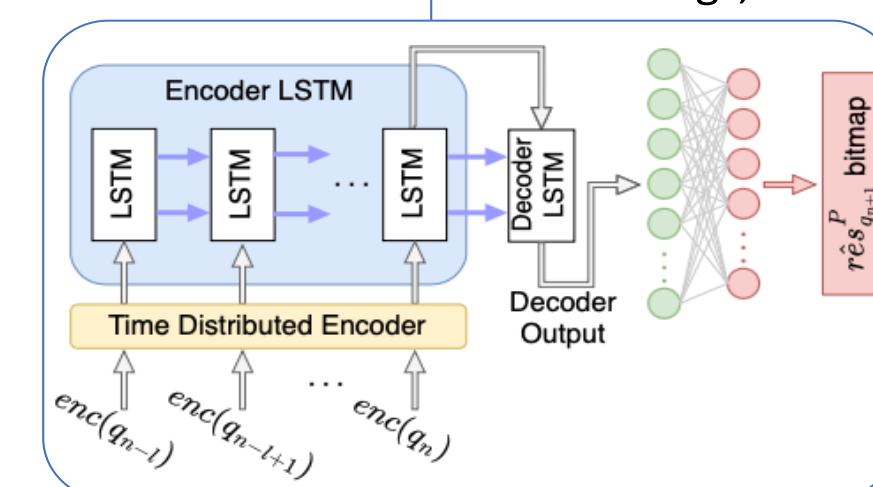 Encoder LSTM
LSTM
LSTM
...
LSTM
Decoder
LSTM
Time Distributed Encoder
Decoder
Output
enc(q_{n-l})
enc(q_{n-l+1})
...
enc(q_n)
r\hat{e}s^P_{q_{n+1}} bitmap